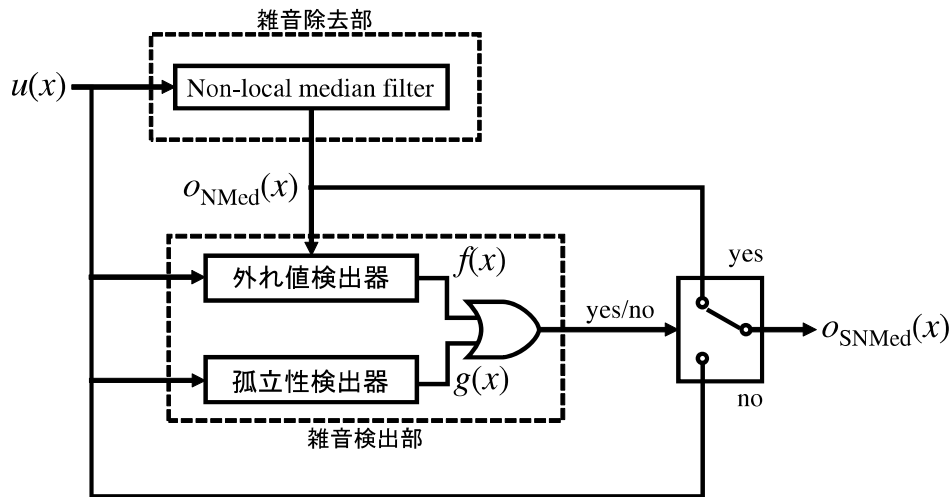 雑音除去部
u(x)
Non-local median filter
o_NMed(x)
外れ値検出器
f(x)
yes
yes/no
o_SNMed(x)
孤立性検出器
g(x)
no
雑音検出部